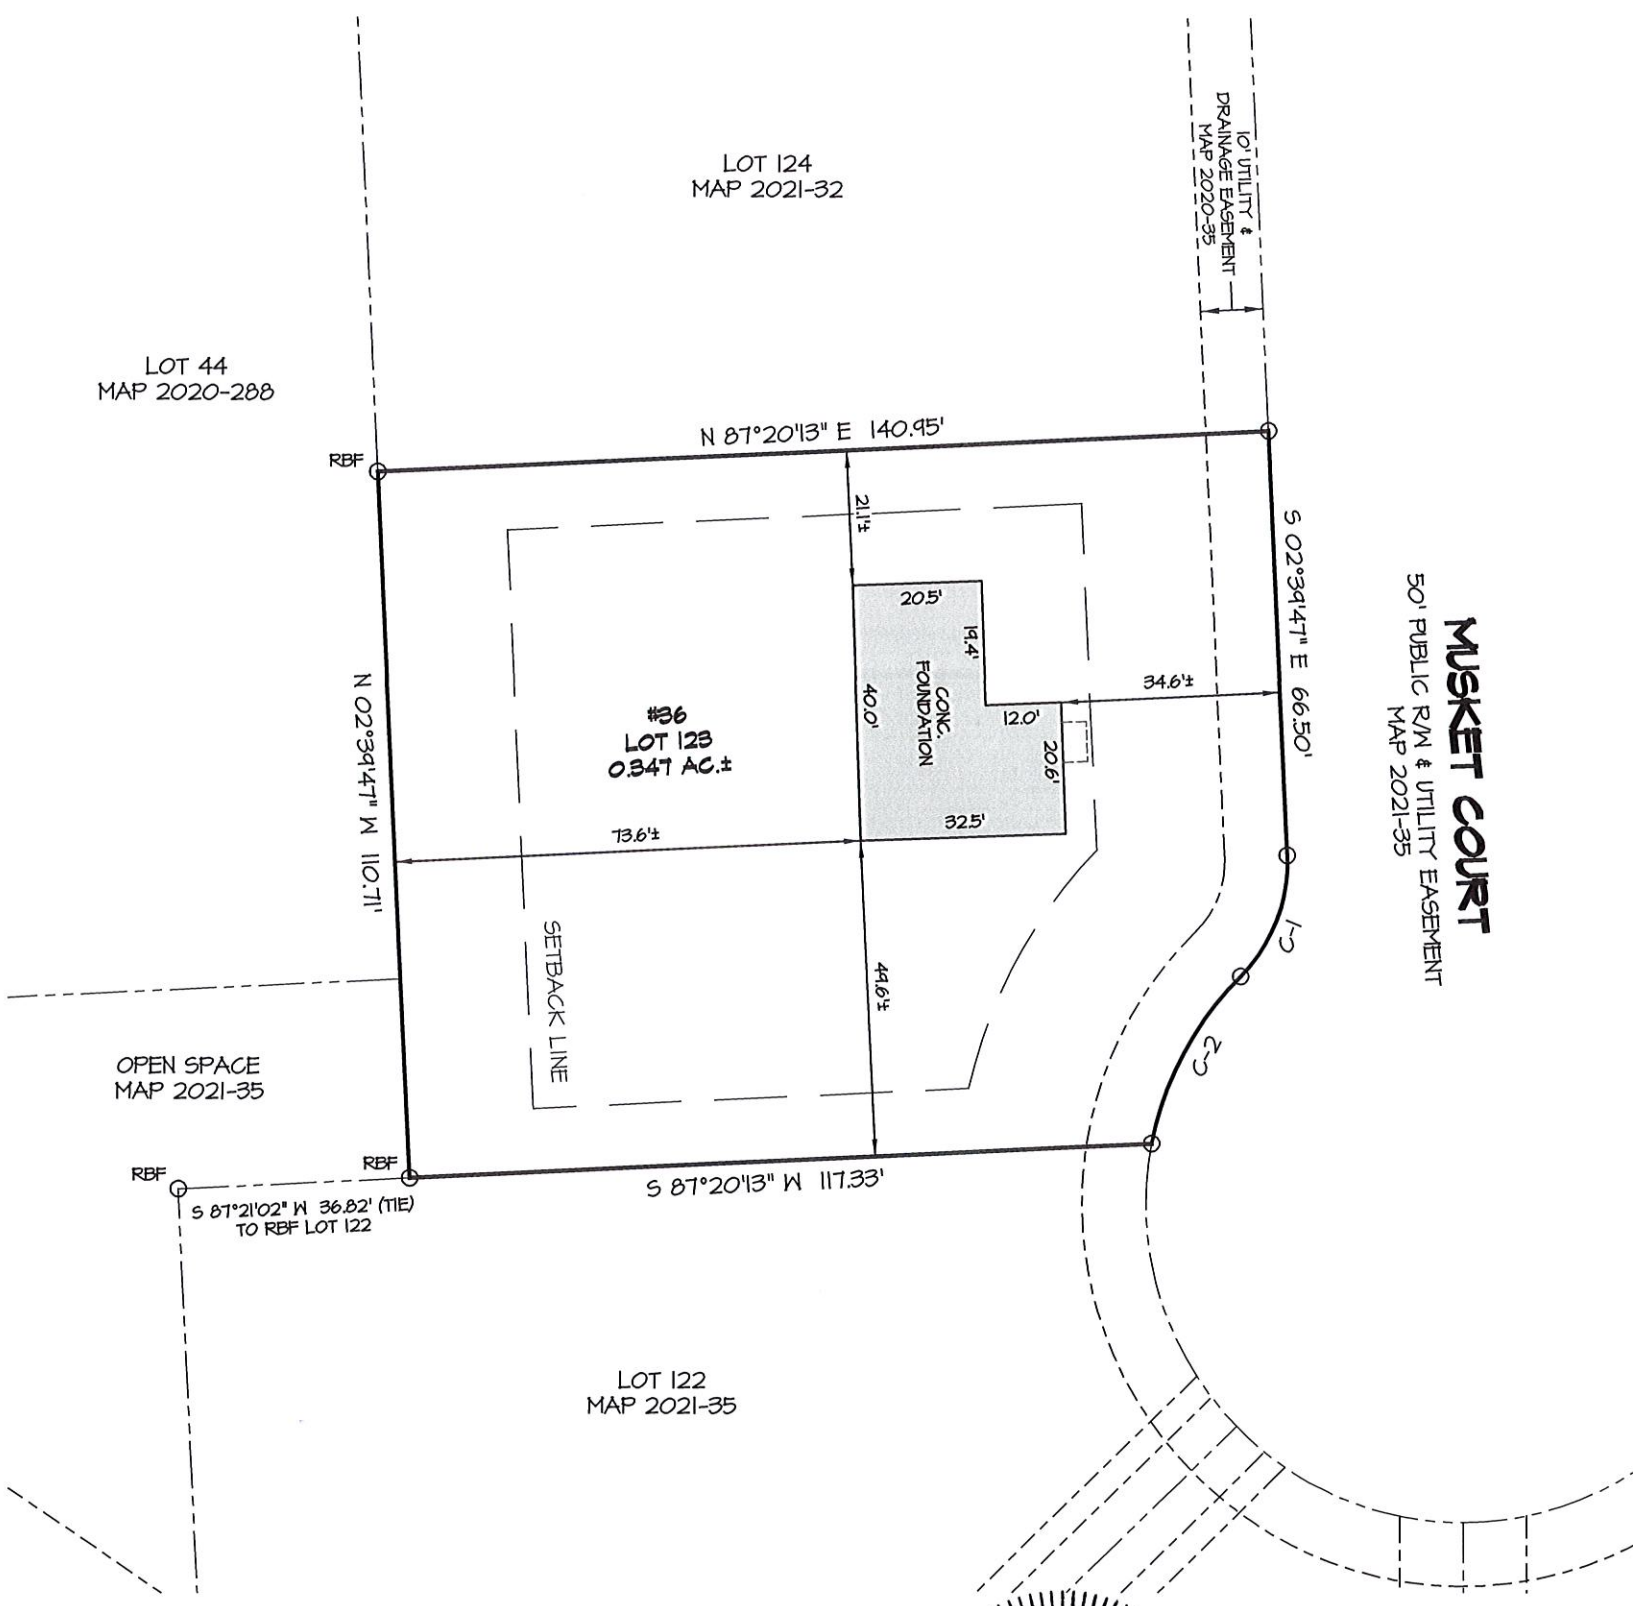 10' UTILITY &
DRAINAGE EASEMENT
MAP 2020-35
LOT 124
MAP 2021-32
LOT 44
MAP 2020-288
N 87°20'13" E 140.95'
RBF
21.1'±
S 02°39'47" E 66.50'
MUSKET COURT
50' PUBLIC R/W & UTILITY EASEMENT
MAP 2021-35
20.5'
19.4'
34.6'±
CONC.
FOUNDATION
40.0'
12.0'
20.6'
32.5'
#36
LOT 123
0.347 AC.±
N 02°39'47" W 110.71'
73.6'±
C-1
49.6'±
SETBACK LINE
C-2
OPEN SPACE
MAP 2021-35
RBF
RBF
S 87°20'13" W 117.33'
S 87°21'02" W 36.82' (TIE)
TO RBF LOT 122
LOT 122
MAP 2021-35